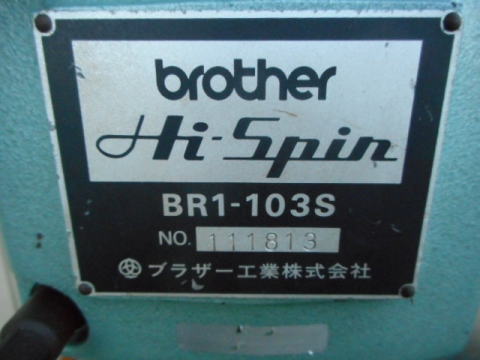 brother
Hi-Spin
BR1-103S
NO. 111813
ブラザー工業株式会社